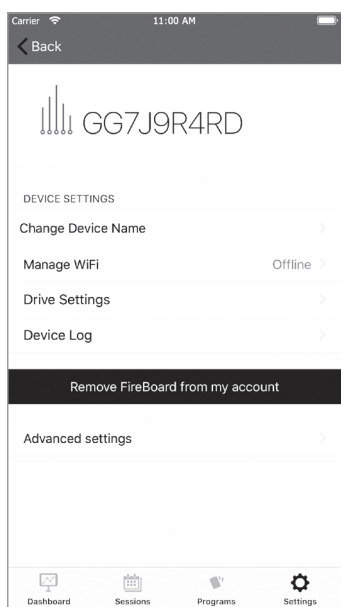 Carrier 11:00 AM
Back
GG7J9R4RD
DEVICE SETTINGS
Change Device Name
Manage WiFi Offline
Drive Settings
Device Log
Remove FireBoard from my account
Advanced settings
Dashboard Sessions Programs Settings